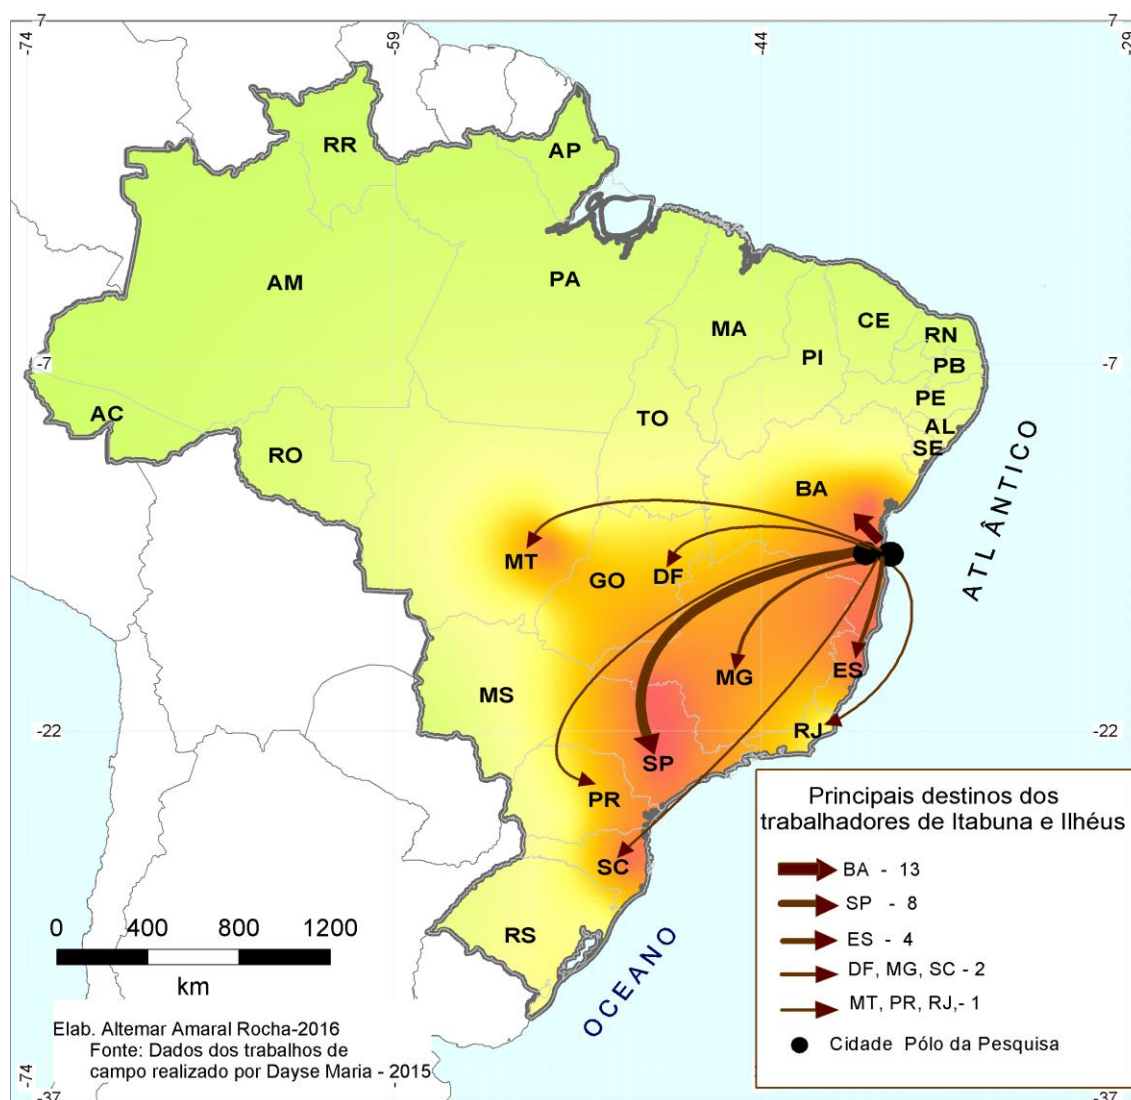 7
7
-74
-59
-44
-29
RR
AP
AM
PA
MA
CE
RN
PI
PB
-7
-7
PE
AC
TO
AL
SE
RO
BA
ATLÂNTICO
MT
GO
DF
MG
ES
MS
-22
-22
RJ
SP
PR
SC
RS
OCEANO
Principais destinos dos
trabalhadores de Itabuna e Ilhéus
BA - 13
SP - 8
ES - 4
DF, MG, SC - 2
MT, PR, RJ,- 1
Cidade Pólo da Pesquisa
0 400 800 1200
km
Elab. Altemar Amaral Rocha-2016
Fonte: Dados dos trabalhos de
campo realizado por Dayse Maria - 2015
-74
-59
-37
-37